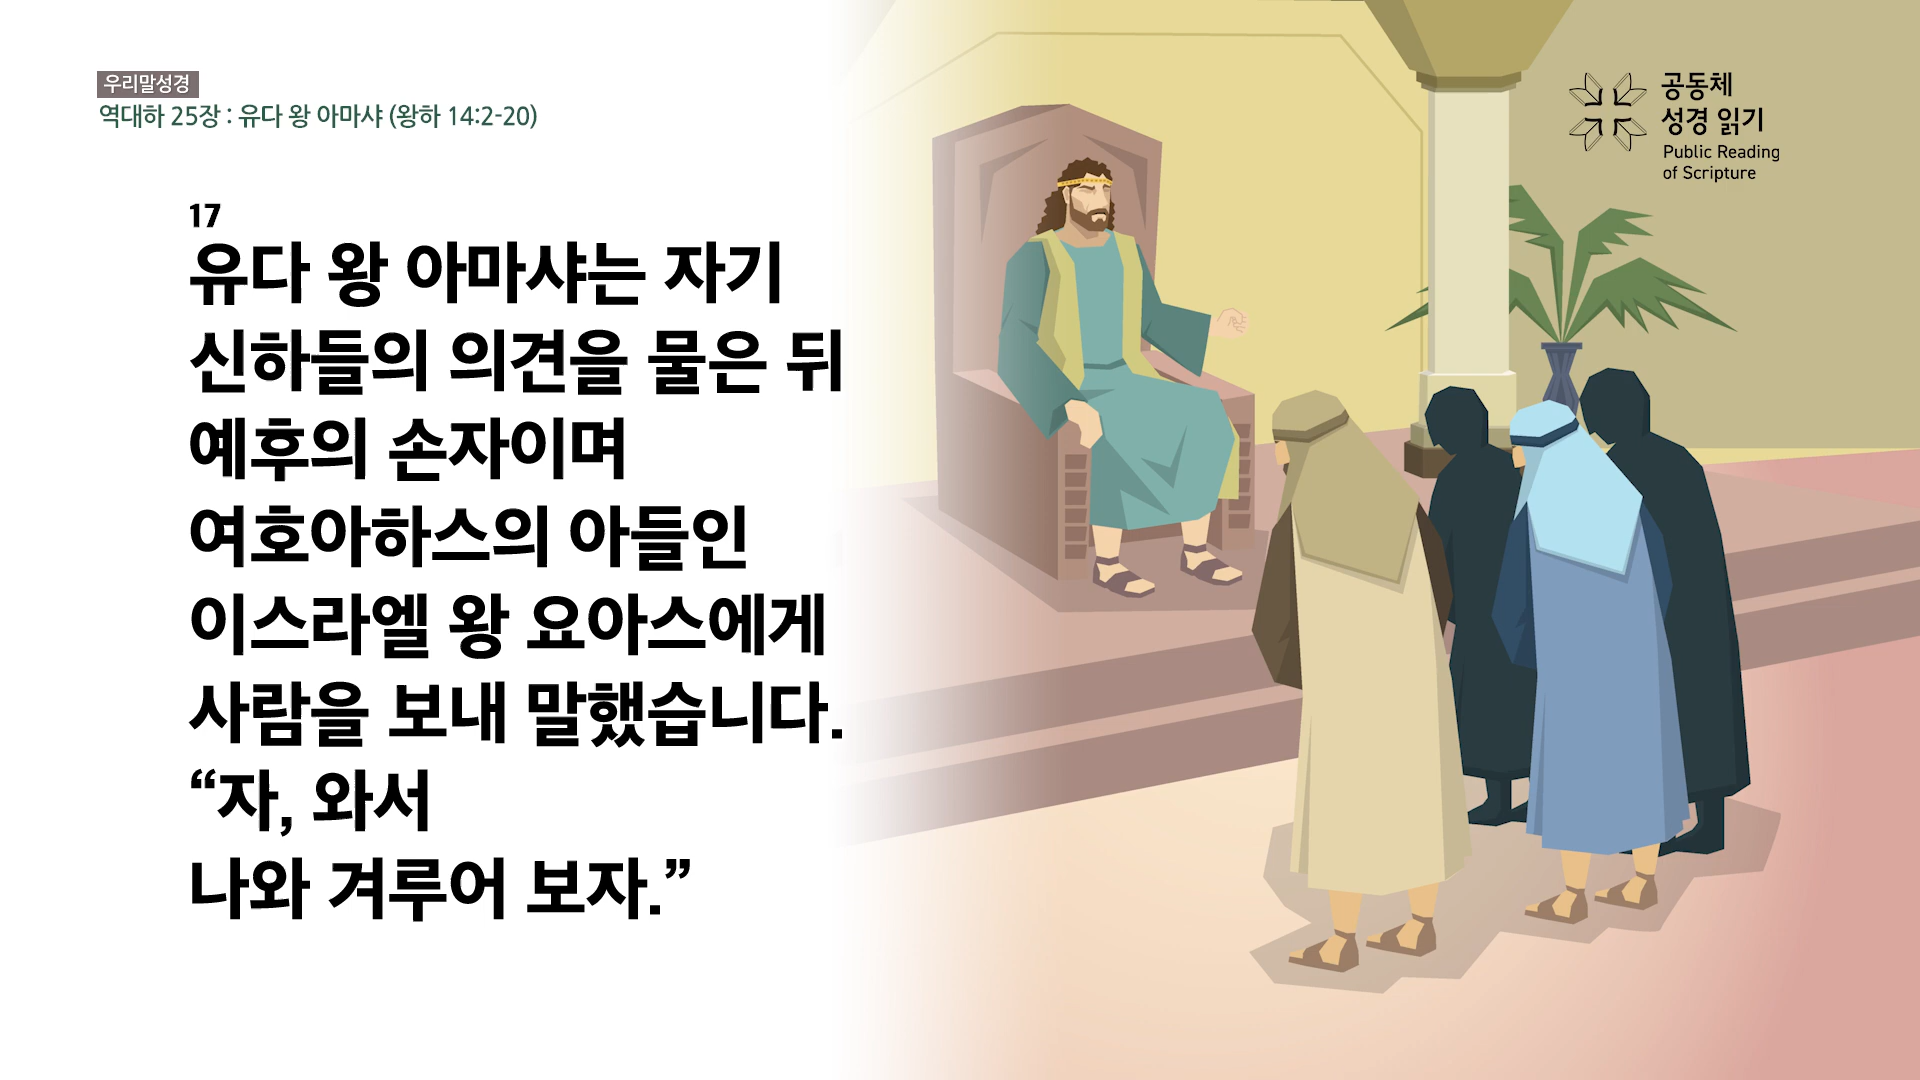 우리말성경
역대하 25장 : 유다 왕 아마샤 (왕하 14:2-20)
공동체
성경 읽기
Public Reading
of Scripture
17
유다 왕 아마샤는 자기
신하들의 의견을 물은 뒤
예후의 손자이며
여호아하스의 아들인
이스라엘 왕 요아스에게
사람을 보내 말했습니다.
“자, 와서
나와 겨루어 보자.”